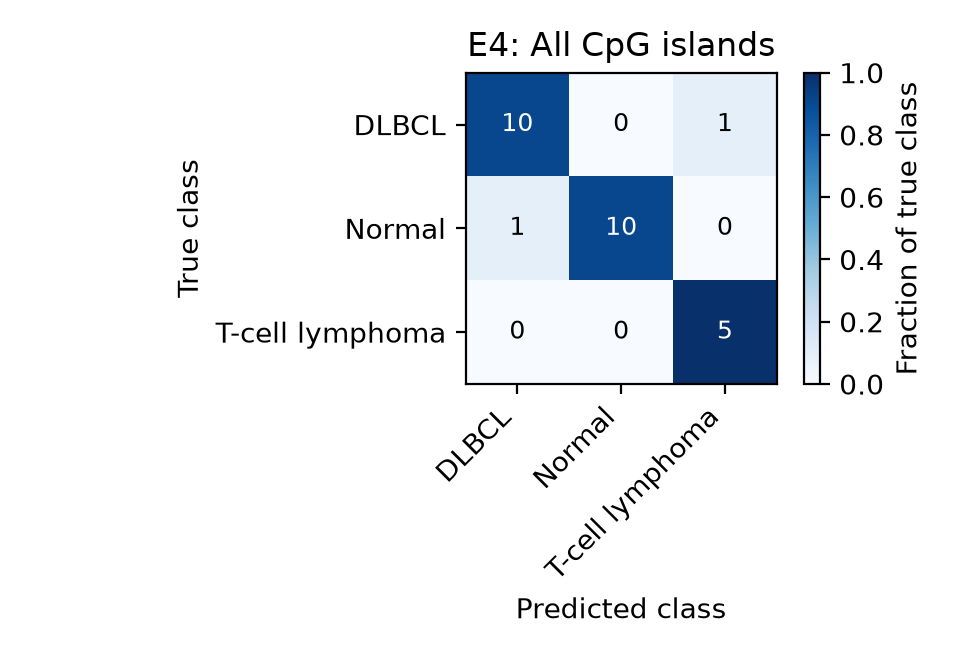 E4: All CpG islands
True class
DLBCL
10 0 1
Normal
1 10 0
T-cell lymphoma
0 0 5
DLBCL
Normal
T-cell lymphoma
Predicted class
1.0
0.8
0.6
0.4
0.2
0.0
Fraction of true class